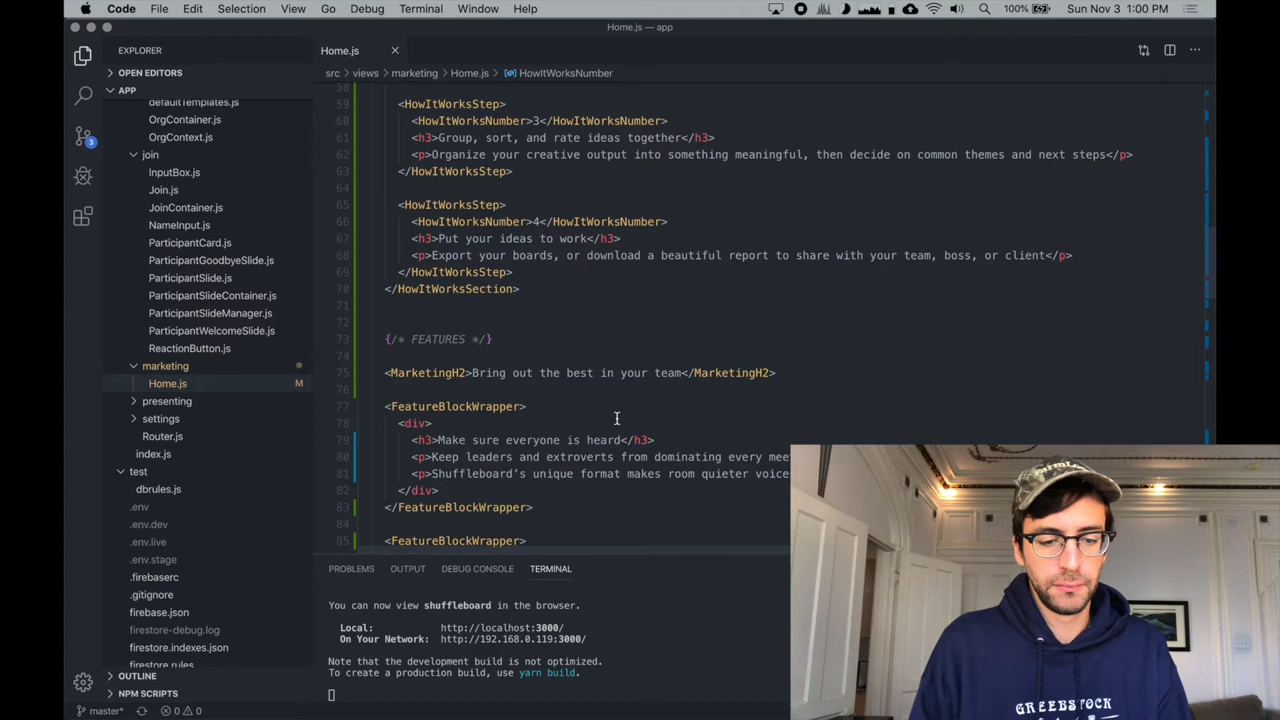 Code File Edit Selection View Go Debug Terminal Window Help 100% Sun Nov 3 1:00 PM
Home.js — app
EXPLORER
OPEN EDITORS
APP
defaultTemplates.js
OrgContainer.js
OrgContext.js
join
InputBox.js
Join.js
JoinContainer.js
NameInput.js
ParticipantCard.js
ParticipantGoodbyeSlide.js
ParticipantSlide.js
ParticipantSlideContainer.js
ParticipantSlideManager.js
ParticipantWelcomeSlide.js
ReactionButton.js
marketing
Home.js M
presenting
settings
Router.js
index.js
test
dbrules.js
.env
.env.dev
.env.live
.env.stage
.firebaserc
.gitignore
firebase.json
firestore-debug.log
firestore.indexes.json
firestore.rules
OUTLINE
NPM SCRIPTS
3
master* 0 0
Home.js
src > views > marketing > Home.js > HowItWorksNumber
58
59 <HowItWorksStep>
60 <HowItWorksNumber>3</HowItWorksNumber>
61 <h3>Group, sort, and rate ideas together</h3>
62 <p>Organize your creative output into something meaningful, then decide on common themes and next steps</p>
63 </HowItWorksStep>
64
65 <HowItWorksStep>
66 <HowItWorksNumber>4</HowItWorksNumber>
67 <h3>Put your ideas to work</h3>
68 <p>Export your boards, or download a beautiful report to share with your team, boss, or client</p>
69 </HowItWorksStep>
70 </HowItWorksSection>
71
72
73 {/* FEATURES */}
74
75 <MarketingH2>Bring out the best in your team</MarketingH2>
76
77 <FeatureBlockWrapper>
78 <div>
79 <h3>Make sure everyone is heard</h3>
80 <p>Keep leaders and extroverts from dominating every mee
81 <p>Shuffleboard's unique format makes room quieter voice
82 </div>
83 </FeatureBlockWrapper>
84
85 <FeatureBlockWrapper>
PROBLEMS OUTPUT DEBUG CONSOLE TERMINAL
You can now view shuffleboard in the browser.
Local: http://localhost:3000/
On Your Network: http://192.168.0.119:3000/
Note that the development build is not optimized.
To create a production build, use yarn build.
GREENSTOCK